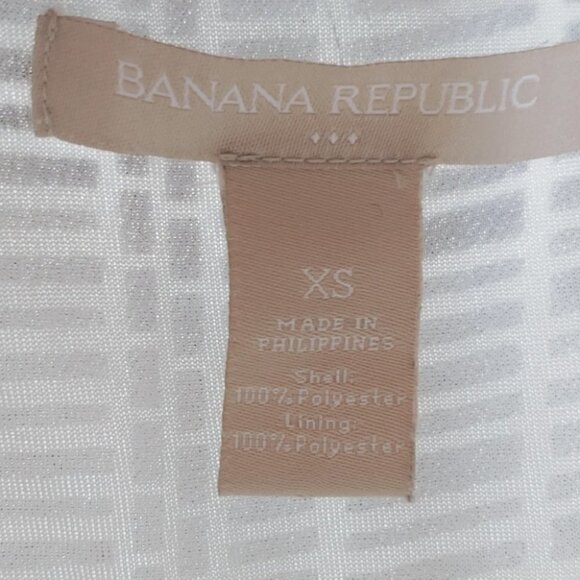 BANANA REPUBLIC
XS
MADE IN
PHILIPPINES
Shell:
100% Polyester
Lining:
100% Polyester